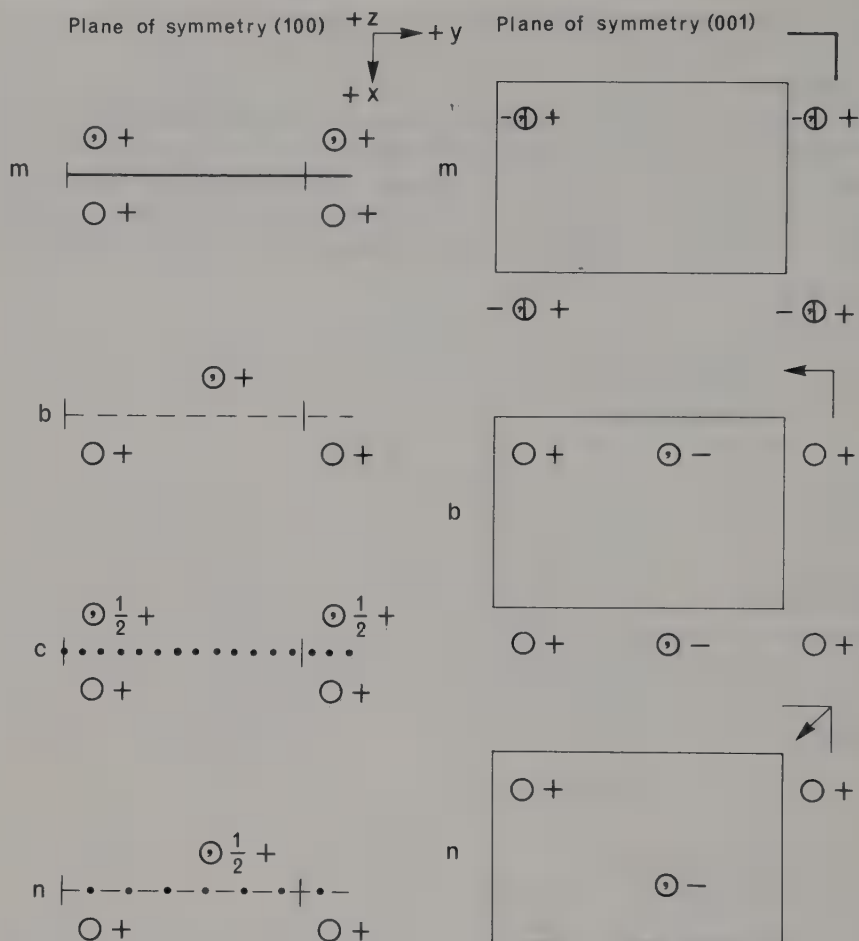 Plane of symmetry (100)
+z
+y
+x
Plane of symmetry (001)
m
+ +
+ +
m
- + - +
- + - +
b
+
+ +
b
+ - +
+ - +
c
1/2 + 1/2 +
+ +
n
1/2 +
+ +
n
+ +
-